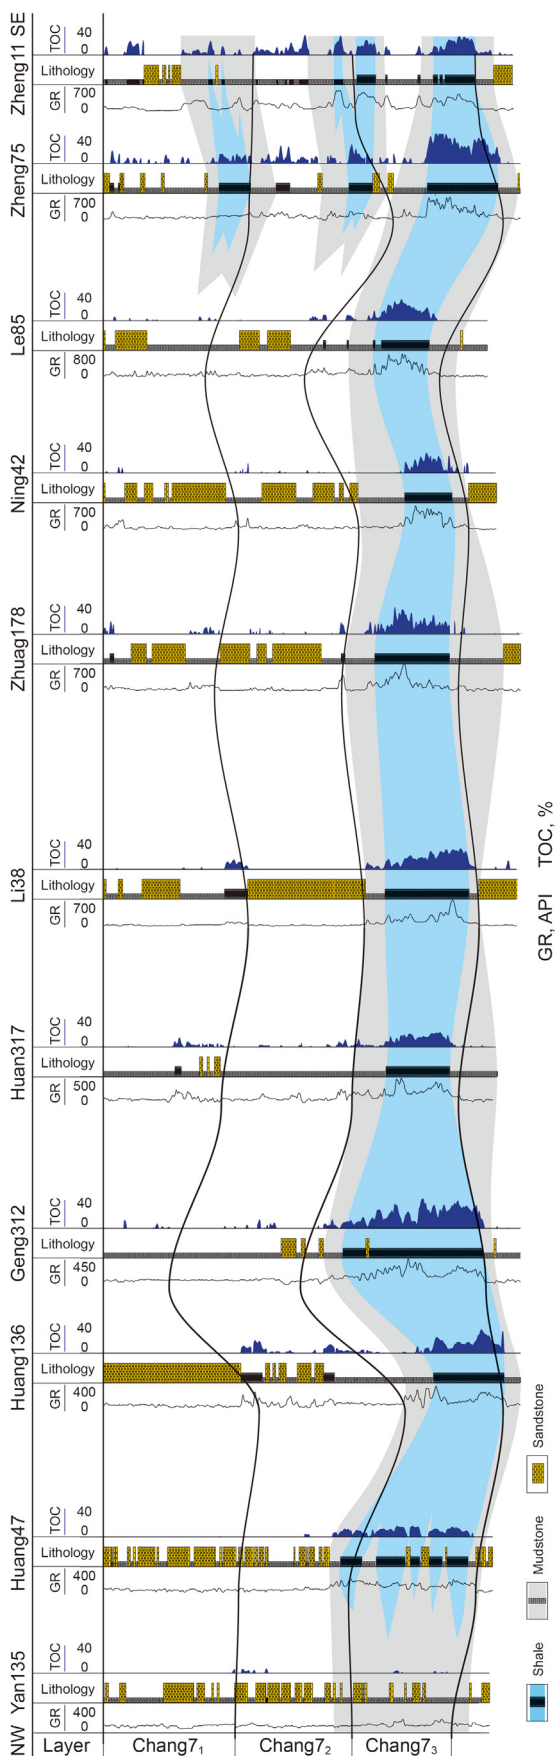 NW Yan135 Huang47 Huang136 Geng312 Huan317 Li38 Zhuag178 Ning42 Le85 Zheng75 Zheng11 SE
GR 400 0 Lithology TOC 40 0
GR 400 0 Lithology TOC 40 0
GR 400 0 Lithology TOC 40 0
GR 450 0 Lithology TOC 40 0
GR 500 0 Lithology TOC 40 0
GR 700 0 Lithology TOC 40 0
GR 700 0 Lithology TOC 40 0
GR 700 0 Lithology TOC 40 0
GR 800 0 Lithology TOC 40 0
GR 700 0 Lithology TOC 40 0
GR 700 0 Lithology TOC 40 0
Layer
Chang7₁
Chang7₂
Chang7₃
Shale Mudstone Sandstone
GR, API TOC, %